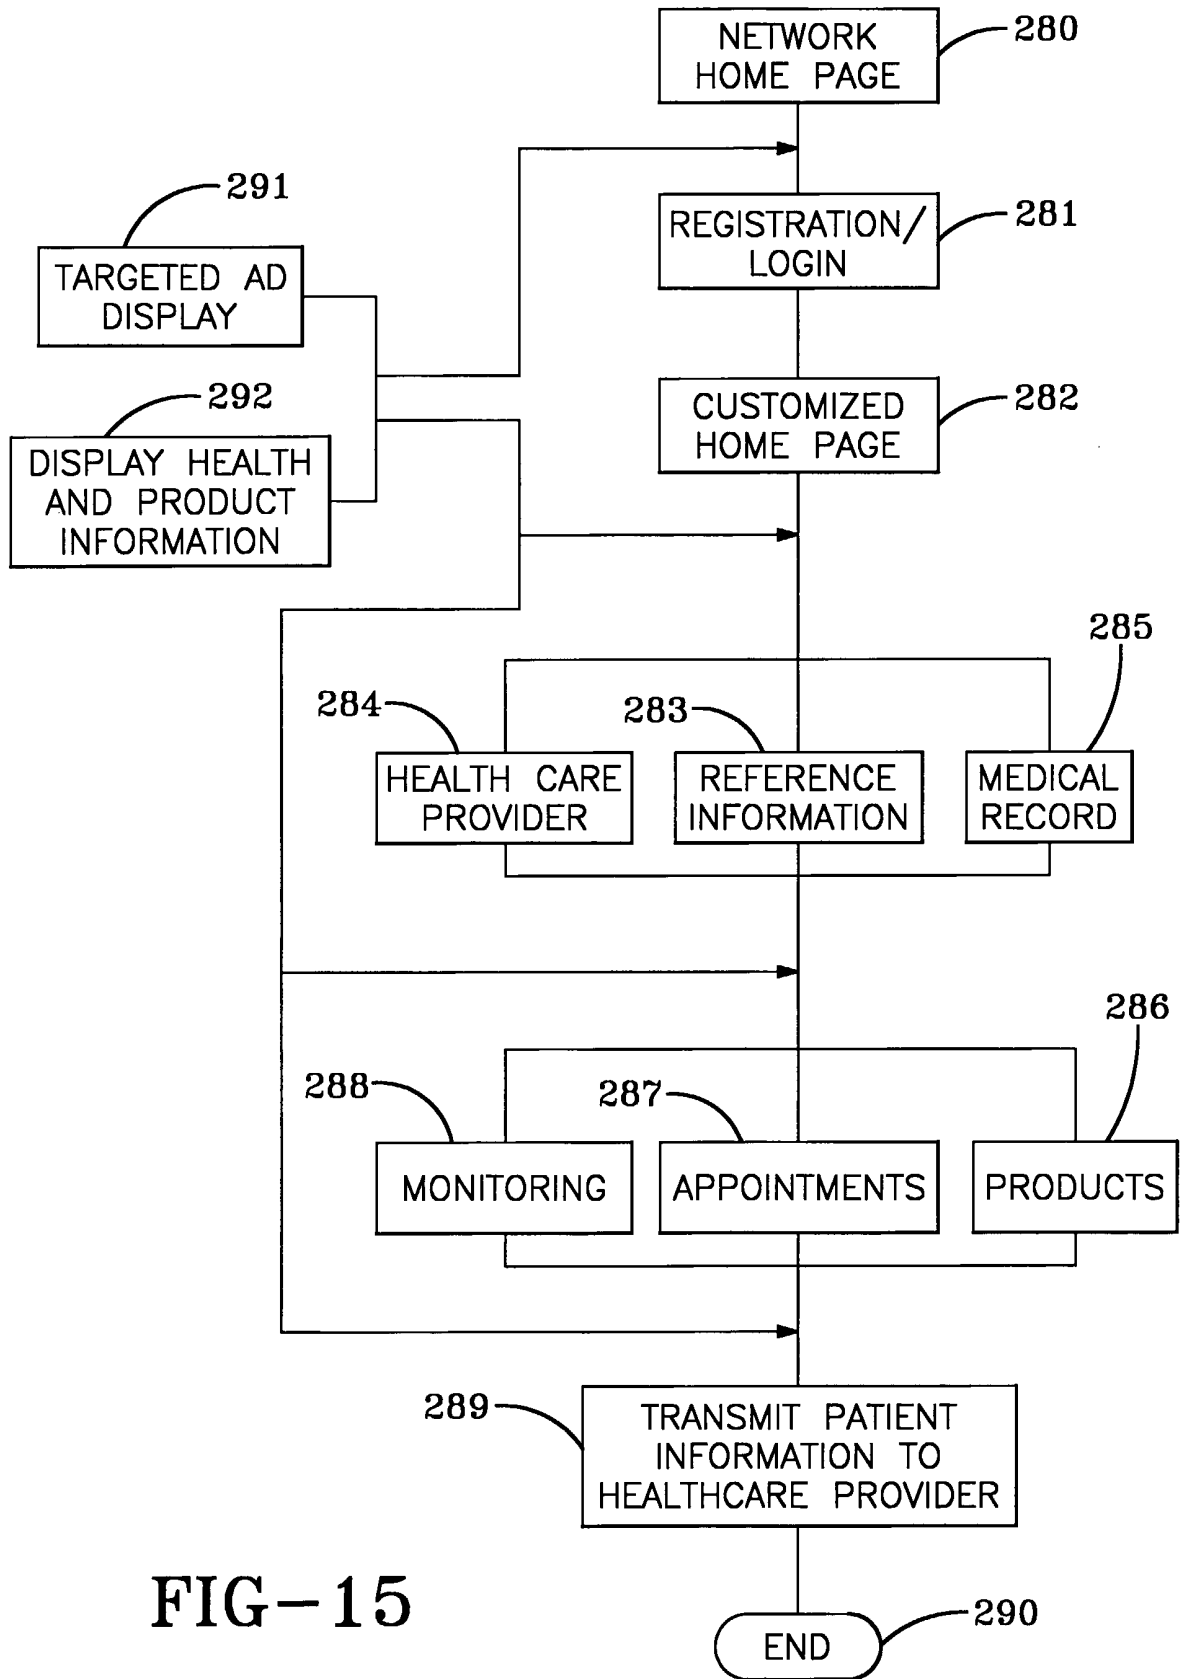 NETWORK
HOME PAGE
280
291
TARGETED AD
DISPLAY
REGISTRATION/
LOGIN
281
292
DISPLAY HEALTH
AND PRODUCT
INFORMATION
CUSTOMIZED
HOME PAGE
282
284
HEALTH CARE
PROVIDER
283
REFERENCE
INFORMATION
285
MEDICAL
RECORD
288
MONITORING
287
APPOINTMENTS
286
PRODUCTS
289
TRANSMIT PATIENT
INFORMATION TO
HEALTHCARE PROVIDER
FIG-15
END
290